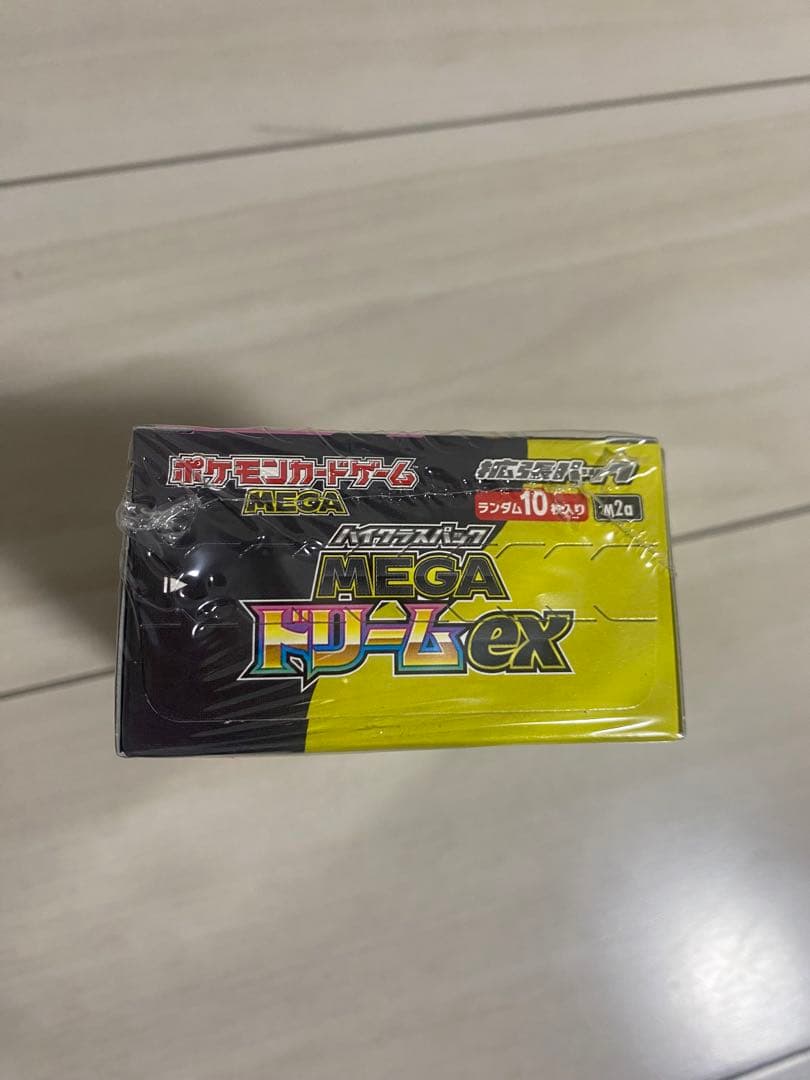 ポケモンカードゲーム
MEGA
拡張パック
ランダム10枚入り
M2a
ハイクラスパック
MEGA
ドリームex